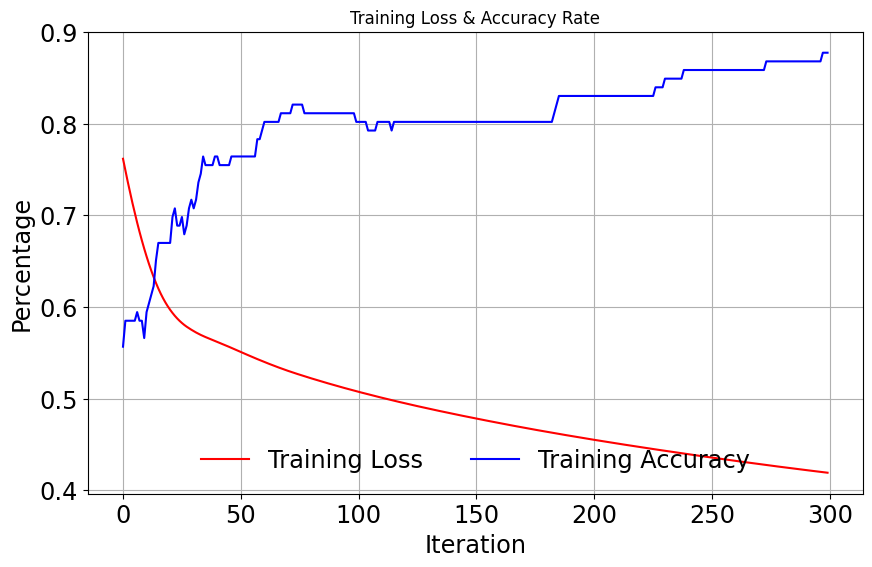 Training Loss & Accuracy Rate
0.9
0.8
0.7
0.6
0.5
0.4
Percentage
Training Loss
Training Accuracy
0 50 100 150 200 250 300
Iteration